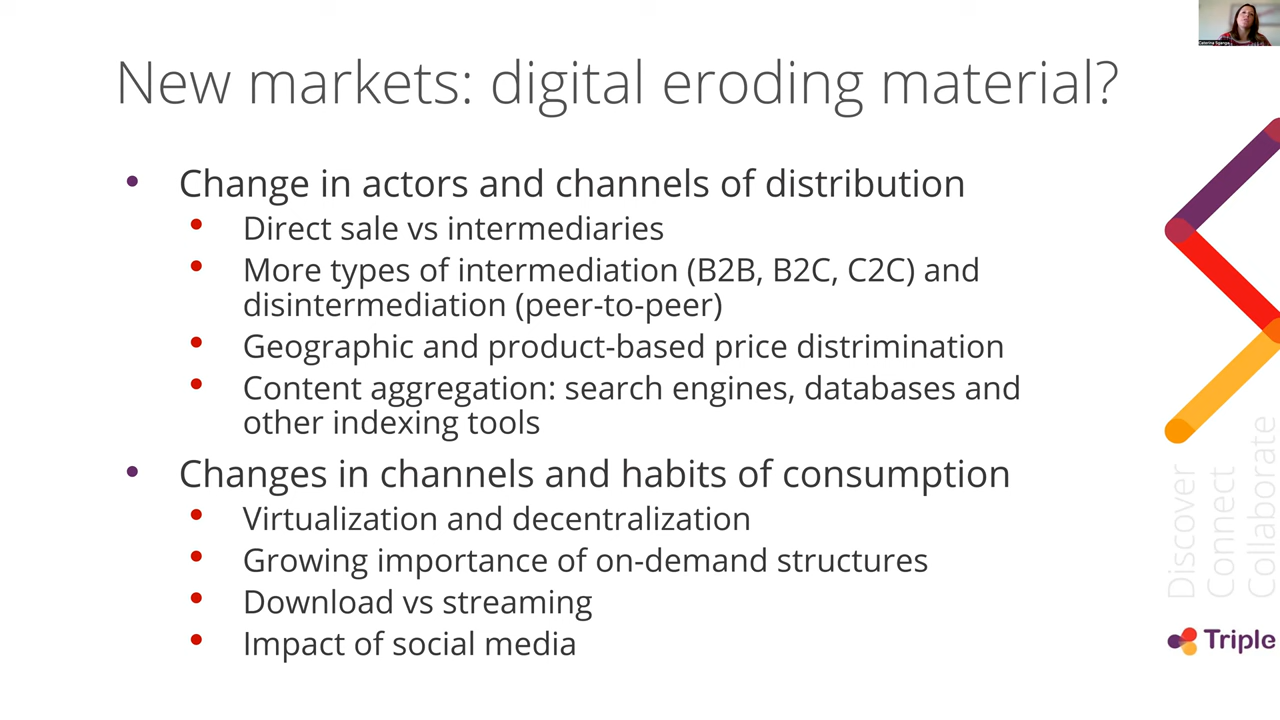 New markets: digital eroding material?
• Change in actors and channels of distribution
• Direct sale vs intermediaries
• More types of intermediation (B2B, B2C, C2C) and
disintermediation (peer-to-peer)
• Geographic and product-based price distrimination
• Content aggregation: search engines, databases and
other indexing tools
• Changes in channels and habits of consumption
• Virtualization and decentralization
• Growing importance of on-demand structures
• Download vs streaming
• Impact of social media
Discover
Connect
Collaborate
Triple